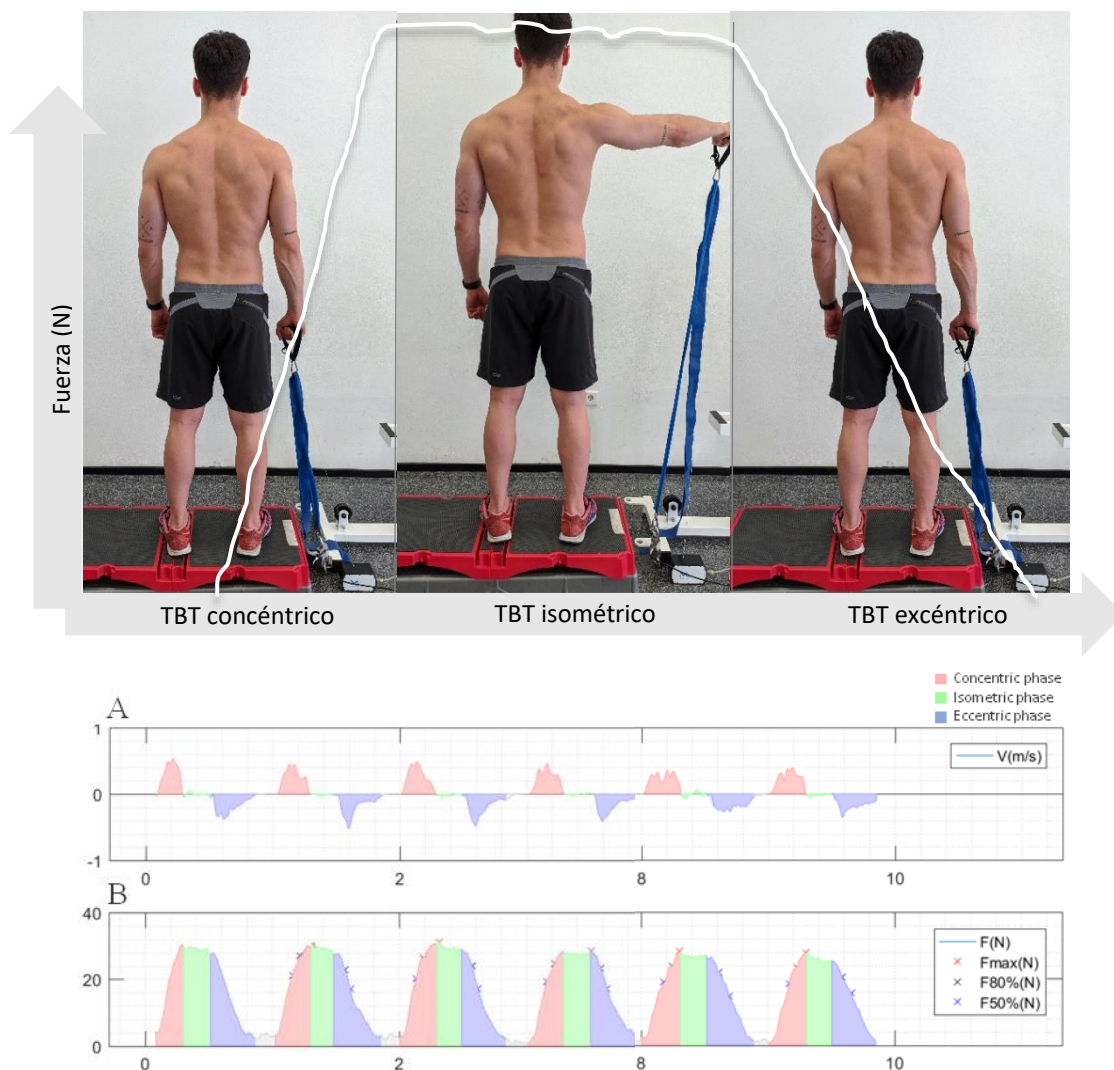 Fuerza (N)
TBT concéntrico
TBT isométrico
TBT excéntrico
Concentric phase
Isometric phase
Eccentric phase
A
1
0
-1
V(m/s)
0
2
8
10
B
40
20
0
F(N)
Fmax(N)
F80%(N)
F50%(N)
0
2
8
10